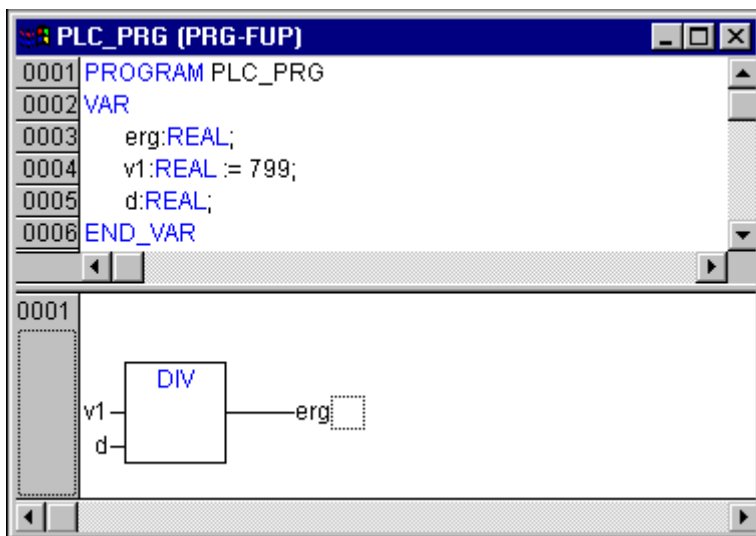 PLC_PRG (PRG-FUP)
0001 PROGRAM PLC_PRG
0002 VAR
0003 erg:REAL;
0004 v1:REAL := 799;
0005 d:REAL;
0006 END_VAR
0001
DIV
v1 erg
d